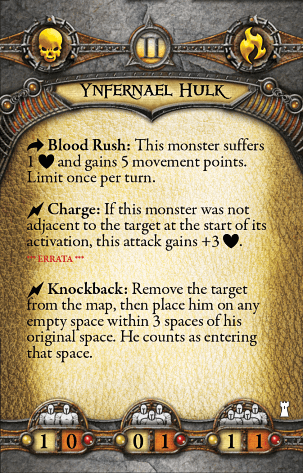 II
YNFERNAEL HULK
Blood Rush: This monster suffers
1 and gains 5 movement points.
Limit once per turn.
Charge: If this monster was not
adjacent to the target at the start of its
activation, this attack gains +3 .
*** ERRATA ***
Knockback: Remove the target
from the map, then place him on any
empty space within 3 spaces of his
original space. He counts as entering
that space.
1 0 0 1 1 1